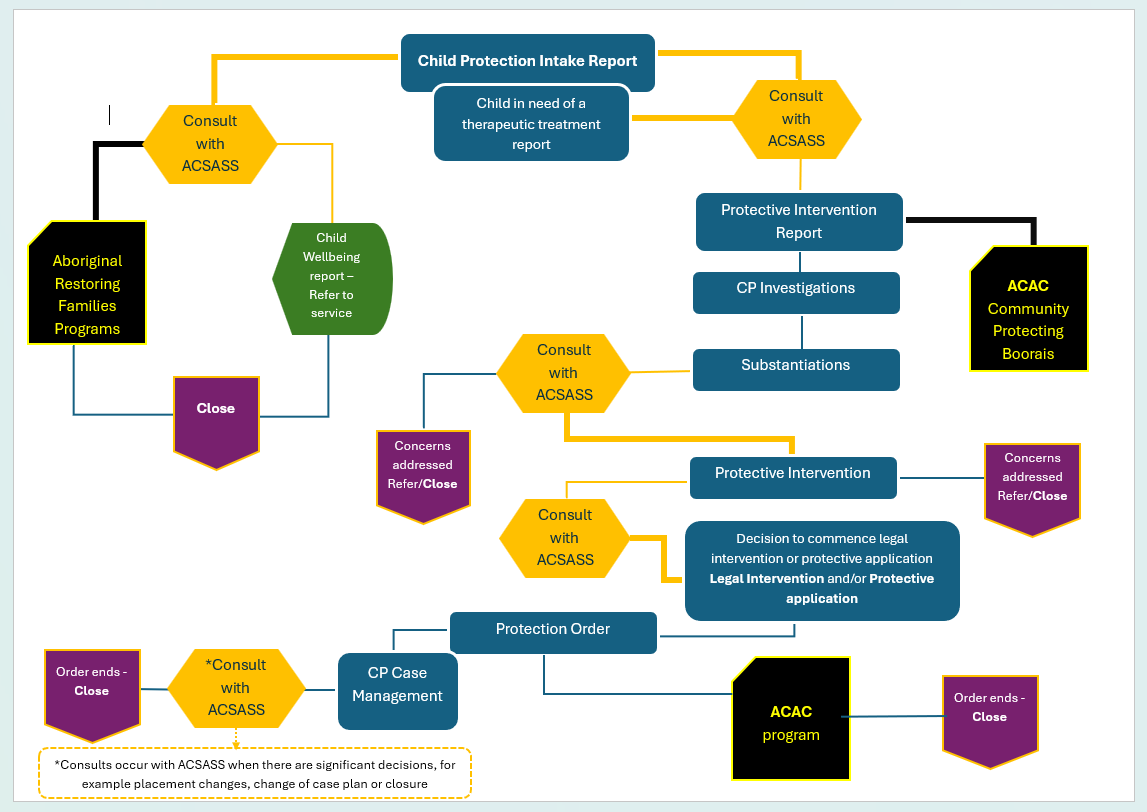 Child Protection Intake Report
Child in need of a
therapeutic treatment
report
Consult
with
ACSASS
Consult
with
ACSASS
Protective Intervention
Report
Aboriginal
Restoring
Families
Programs
Child
Wellbeing
report –
Refer to
service
ACAC
Community
Protecting
Boorais
CP Investigations
Substantiations
Consult
with
ACSASS
Close
Concerns
addressed
Refer/Close
Protective Intervention
Concerns
addressed
Refer/Close
Consult
with
ACSASS
Decision to commence legal
intervention or protective application
Legal Intervention and/or Protective
application
Protection Order
Order ends -
Close
*Consult
with
ACSASS
CP Case
Management
ACAC
program
Order ends -
Close
*Consults occur with ACSASS when there are significant decisions, for
example placement changes, change of case plan or closure